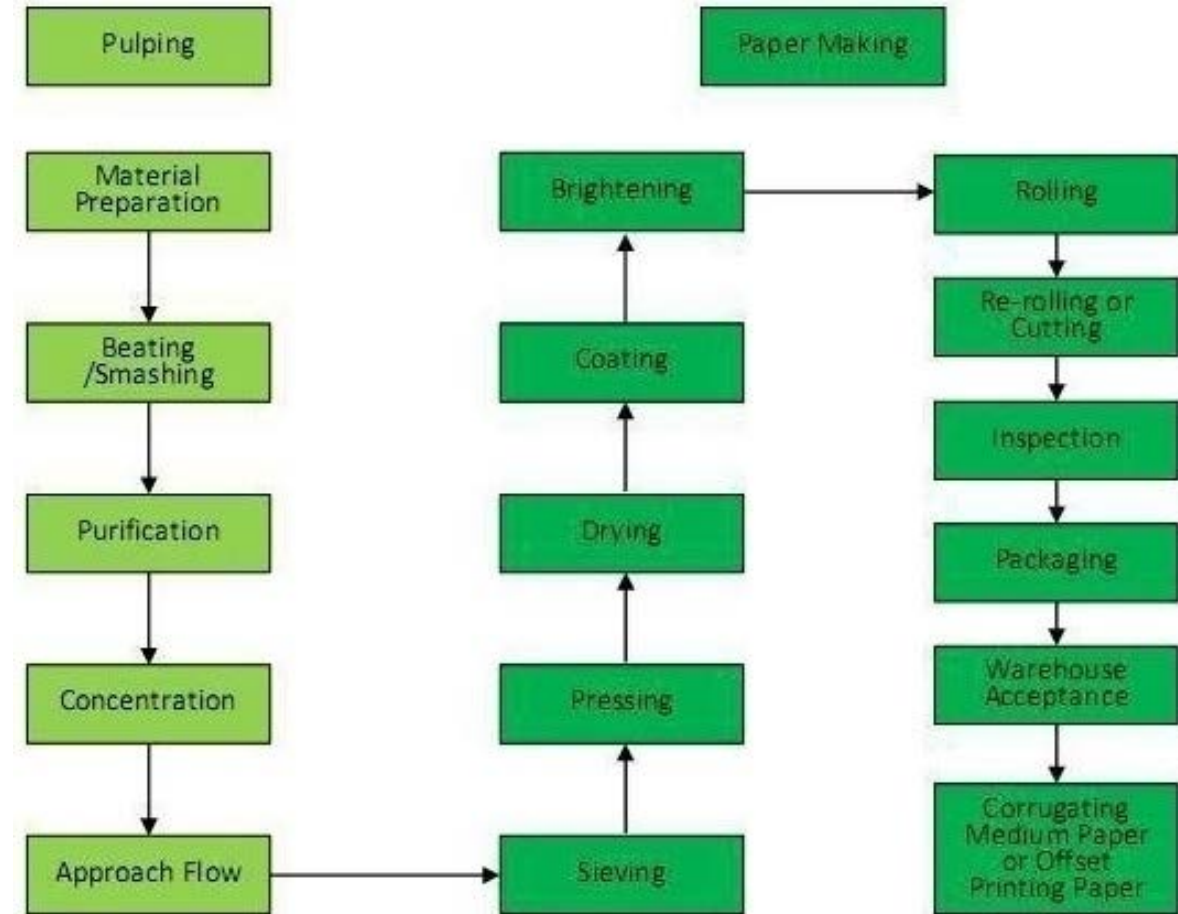 Pulping
Paper Making
Material
Preparation
Beating
/Smashing
Purification
Concentration
Approach Flow
Sieving
Pressing
Drying
Coating
Brightening
Rolling
Re-rolling or
Cutting
Inspection
Packaging
Warehouse
Acceptance
Corrugating
Medium Paper
or Offset
Printing Paper